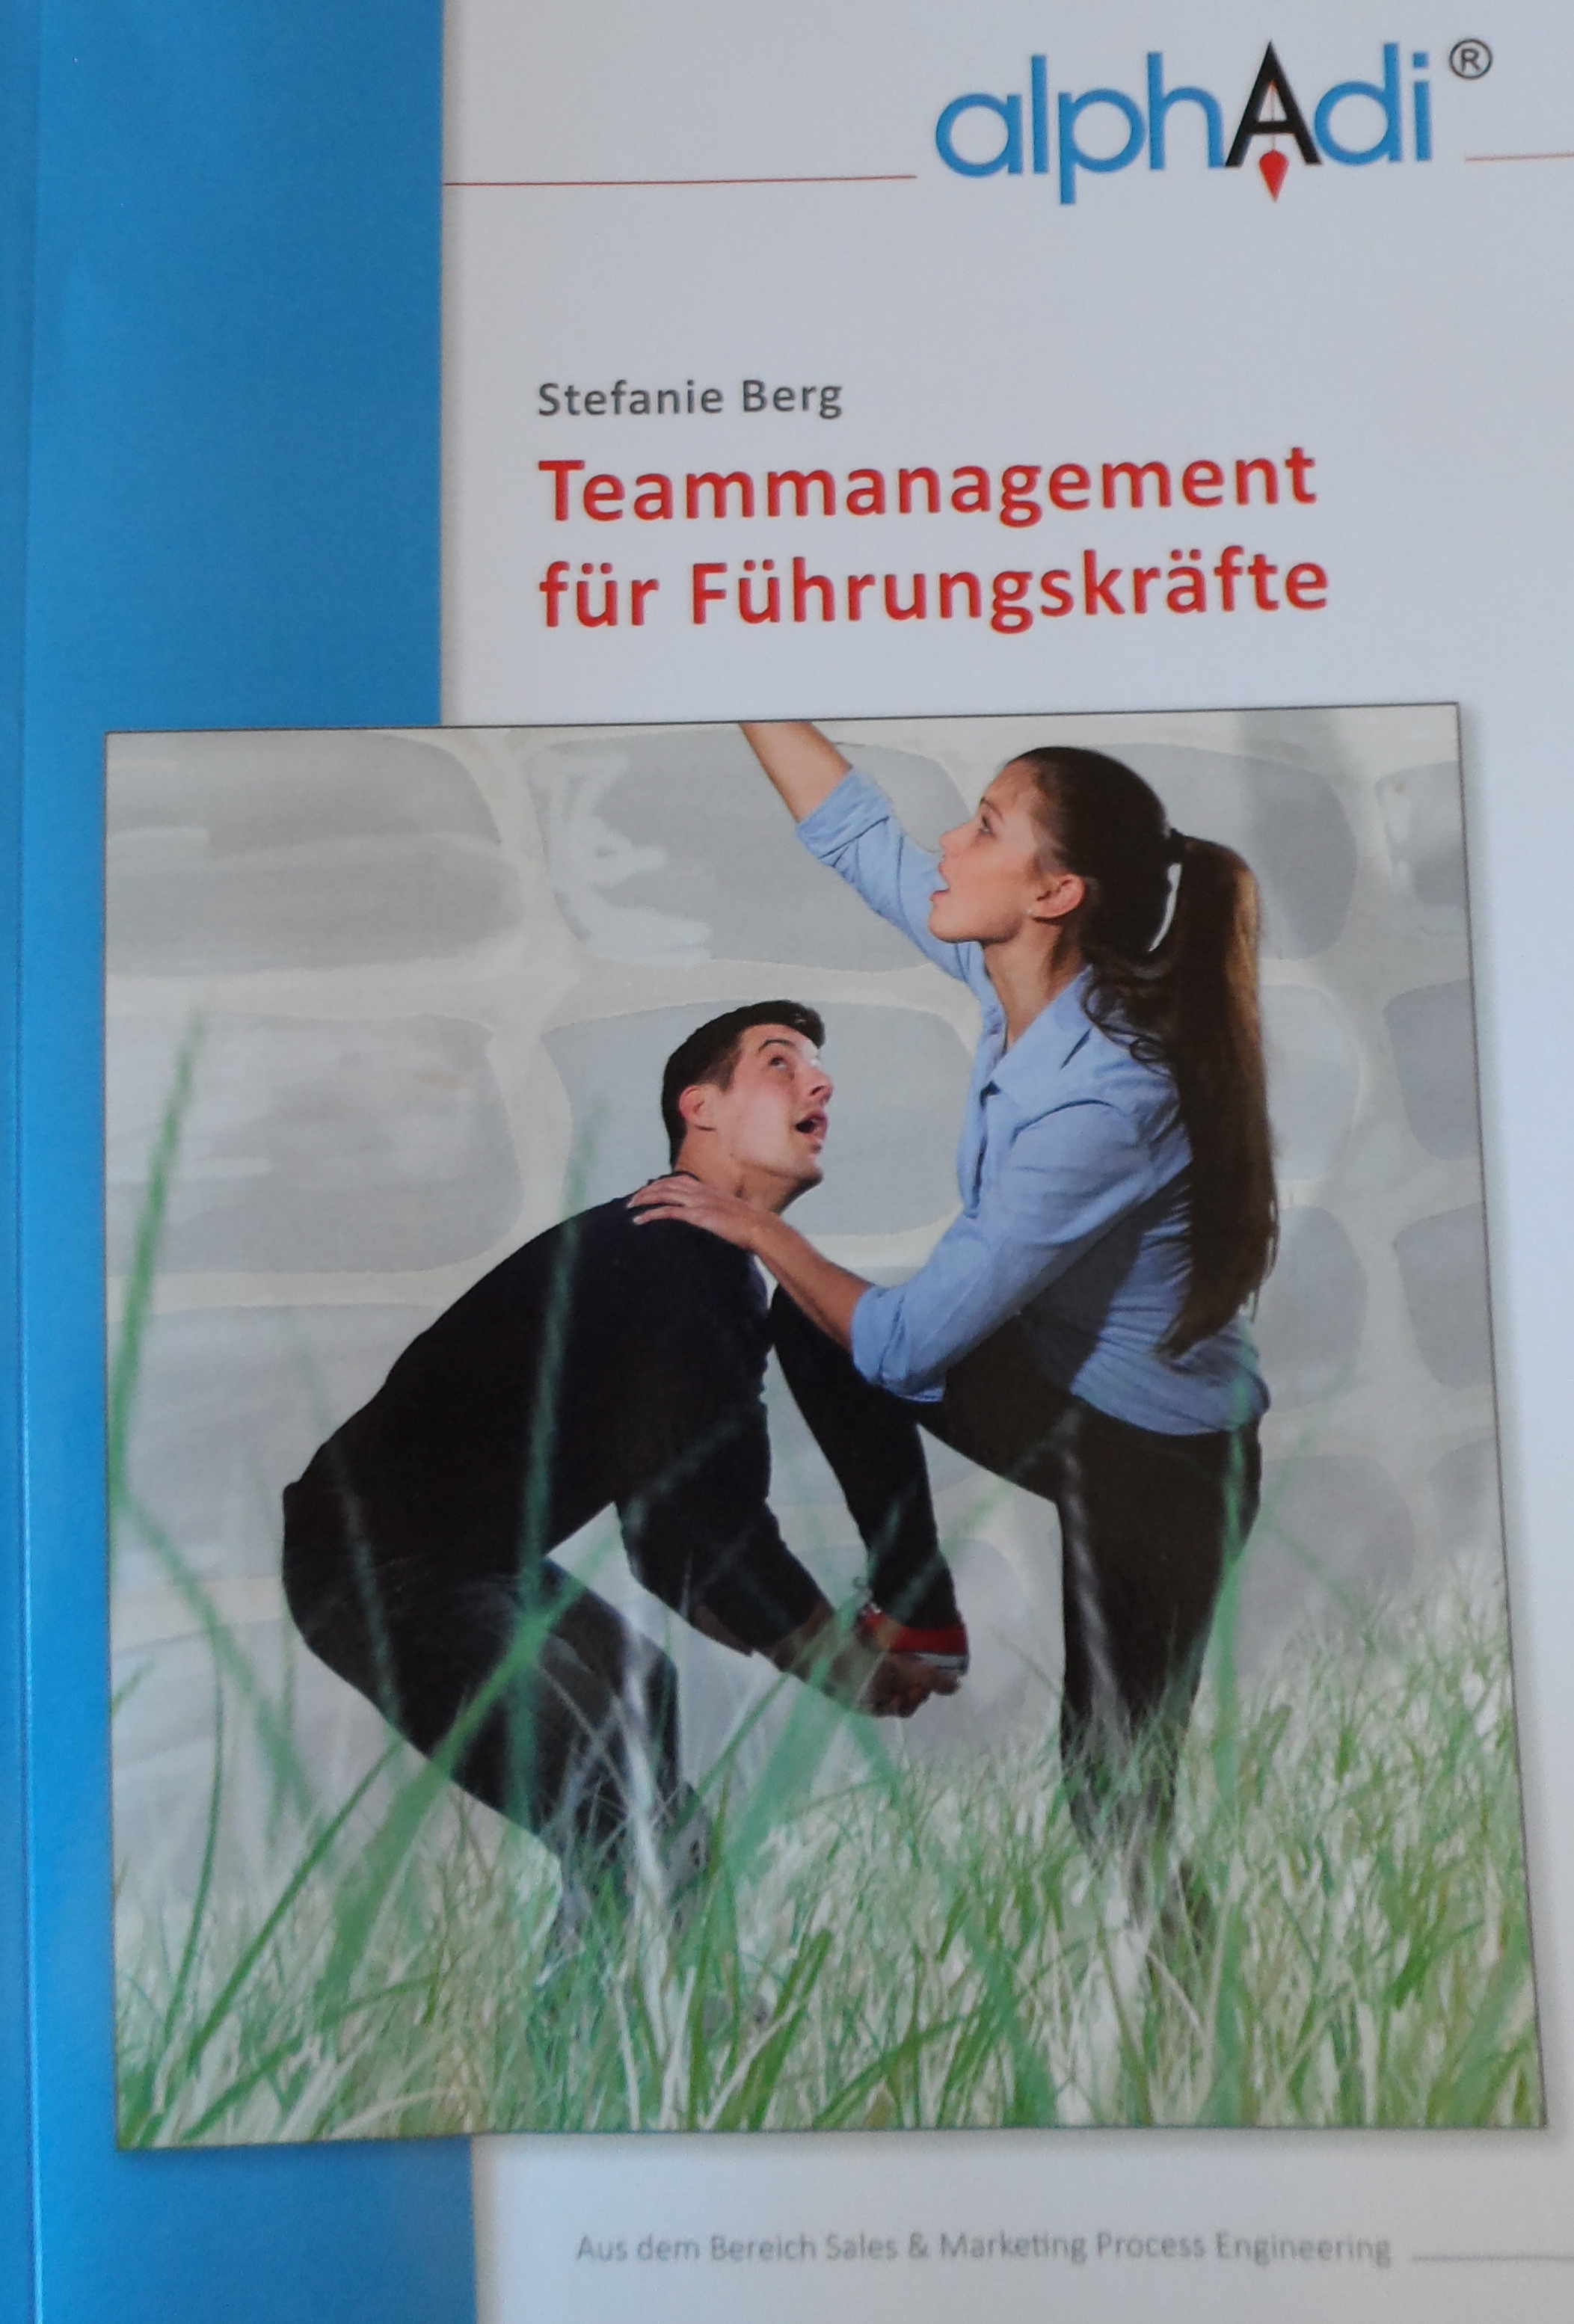 alphAdi®
Stefanie Berg
Teammanagement
für Führungskräfte
Aus dem Bereich Sales & Marketing Process Engineering